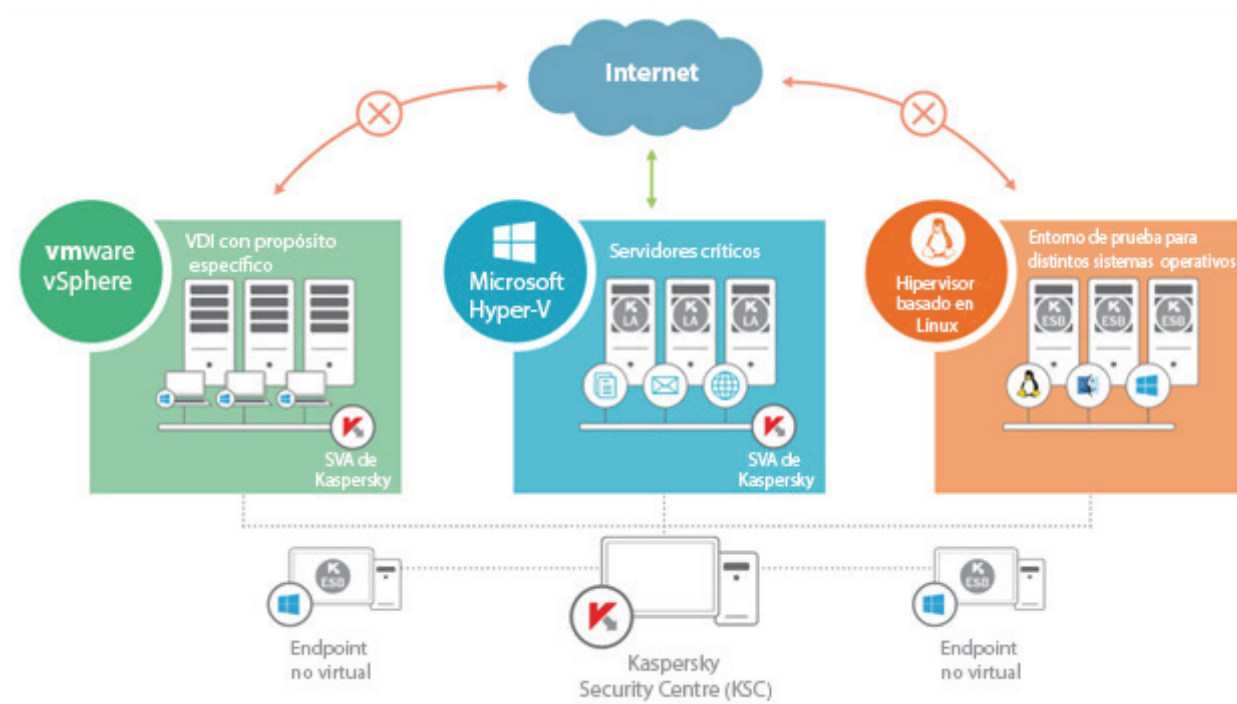 Internet
vmware
vSphere
VDI con propósito
específico
SVA de
Kaspersky
Microsoft
Hyper-V
Servidores críticos
LA
LA
LA
SVA de
Kaspersky
Hipervisor
basado en
Linux
Entorno de prueba para
distintos sistemas operativos
ESB
ESB
ESB
ESB
Endpoint
no virtual
Kaspersky
Security Centre (KSC)
ESB
Endpoint
no virtual